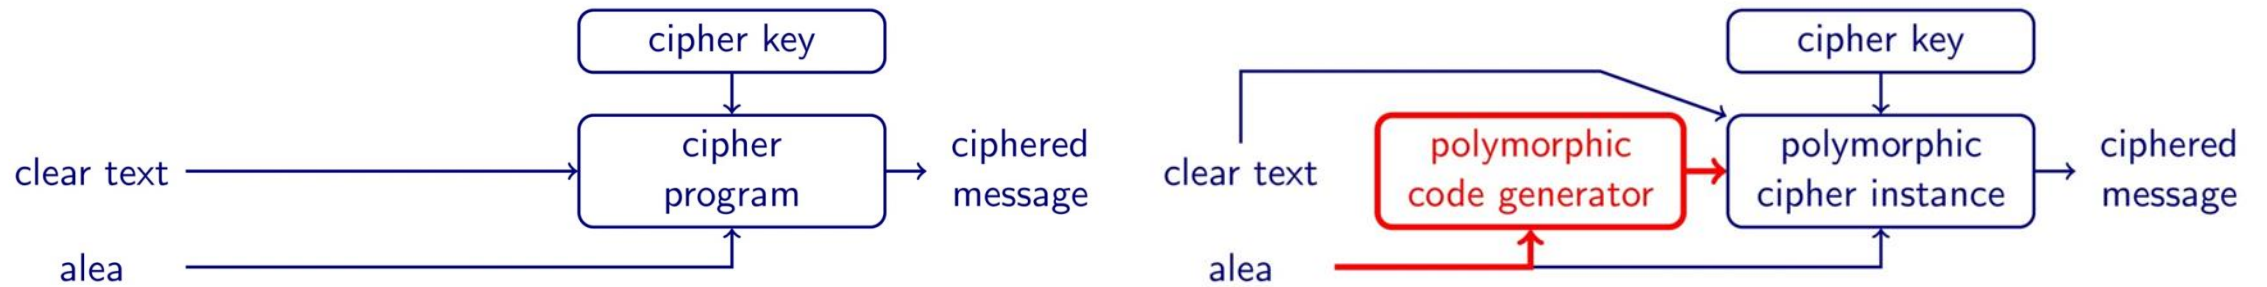 cipher key
clear text
cipher
program
ciphered
message
alea
cipher key
clear text
polymorphic
code generator
polymorphic
cipher instance
ciphered
message
alea